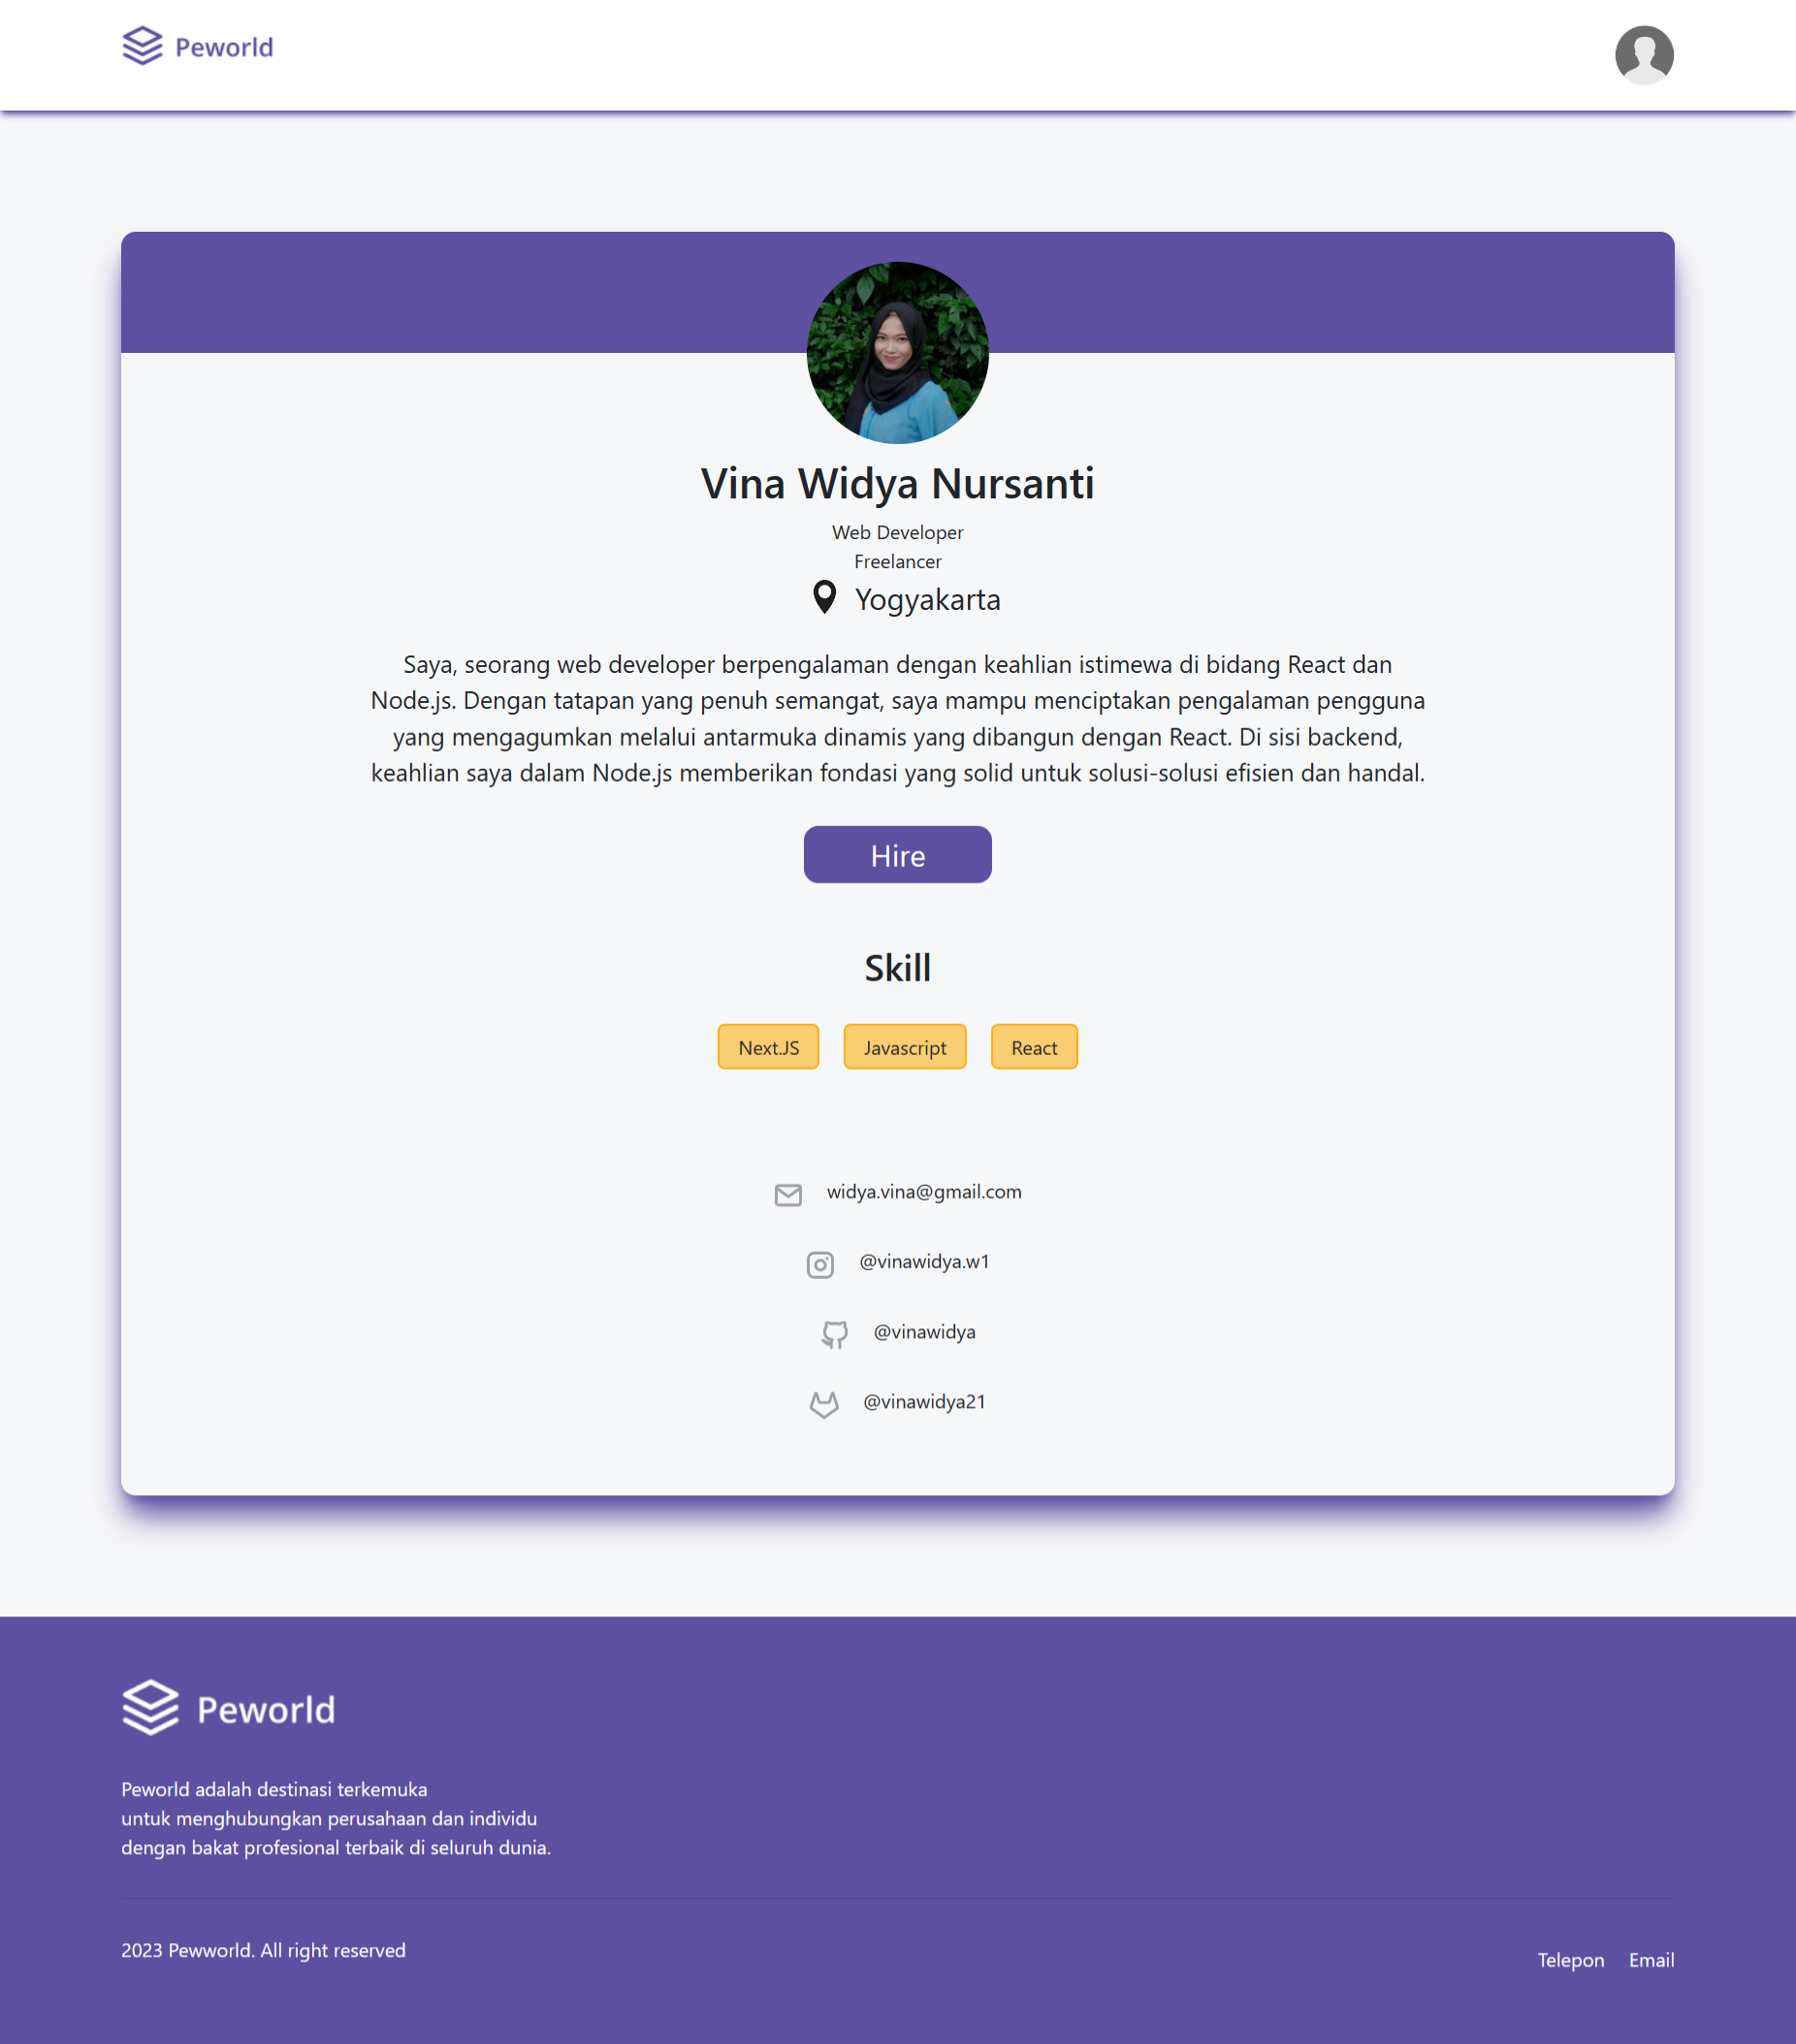 Peworld
Vina Widya Nursanti
Web Developer
Freelancer
Yogyakarta
Saya, seorang web developer berpengalaman dengan keahlian istimewa di bidang React dan
Node.js. Dengan tatapan yang penuh semangat, saya mampu menciptakan pengalaman pengguna
yang mengagumkan melalui antarmuka dinamis yang dibangun dengan React. Di sisi backend,
keahlian saya dalam Node.js memberikan fondasi yang solid untuk solusi-solusi efisien dan handal.
Hire
Skill
Next.JS Javascript React
widya.vina@gmail.com
@vinawidya.w1
@vinawidya
@vinawidya21
Peworld
Peworld adalah destinasi terkemuka
untuk menghubungkan perusahaan dan individu
dengan bakat profesional terbaik di seluruh dunia.
2023 Pewworld. All right reserved
Telepon Email